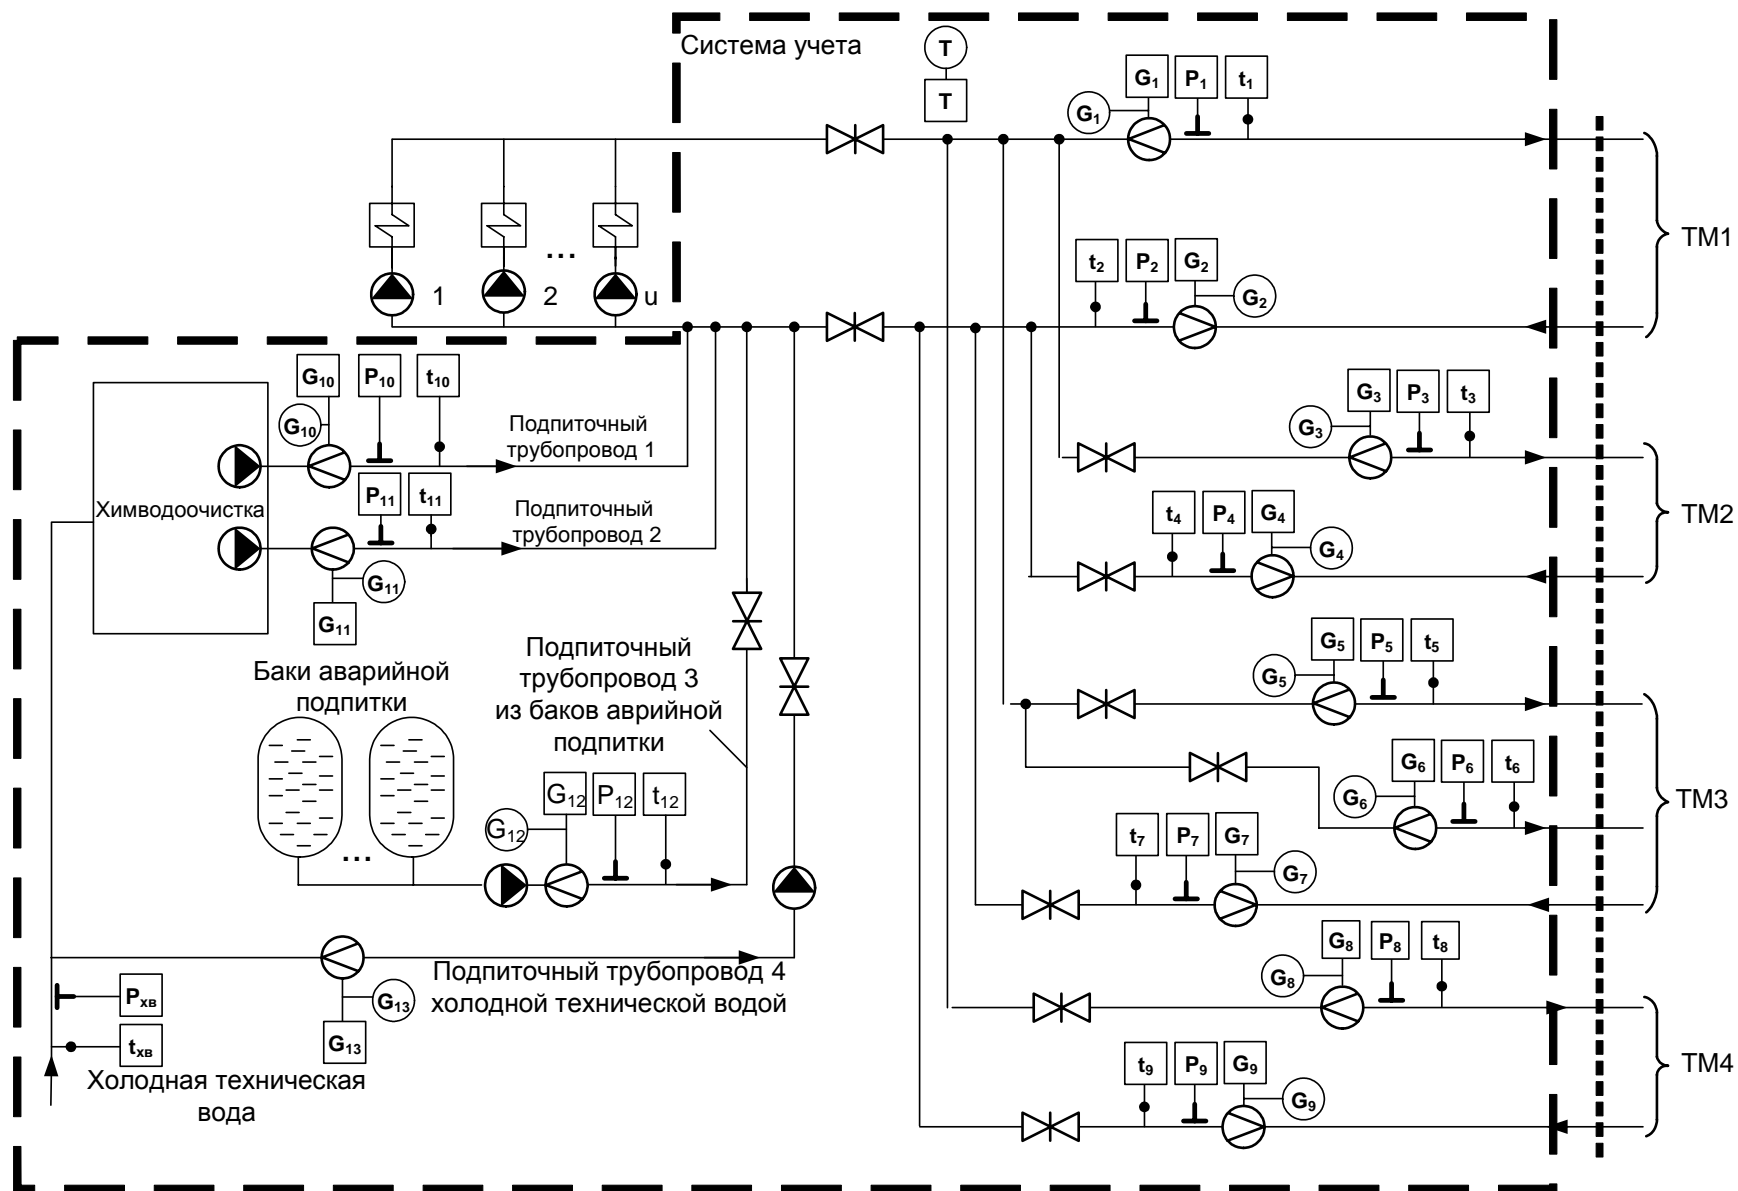 Система учета
T
T
G₁ P₁ t₁
G₁
ТМ1
t₂ P₂ G₂
G₂
1
2
...
u
G₁₀ P₁₀ t₁₀
G₁₀
Подпиточный
трубопровод 1
P₁₁ t₁₁
Химводоочистка
Подпиточный
трубопровод 2
G₁₁
G₁₁
G₃ P₃ t₃
G₃
ТМ2
t₄ P₄ G₄
G₄
Баки аварийной
подпитки
...
Подпиточный
трубопровод 3
из баков аврийной
подпитки
G₁₂ P₁₂ t₁₂
G₁₂
G₅ P₅ t₅
G₅
G₆ P₆ t₆
G₆
ТМ3
t₇ P₇ G₇
G₇
Подпиточный трубопровод 4
холодной технической водой
G₁₃
G₁₃
Pхв
tхв
Холодная техническая
вода
G₈ P₈ t₈
G₈
ТМ4
t₉ P₉ G₉
G₉